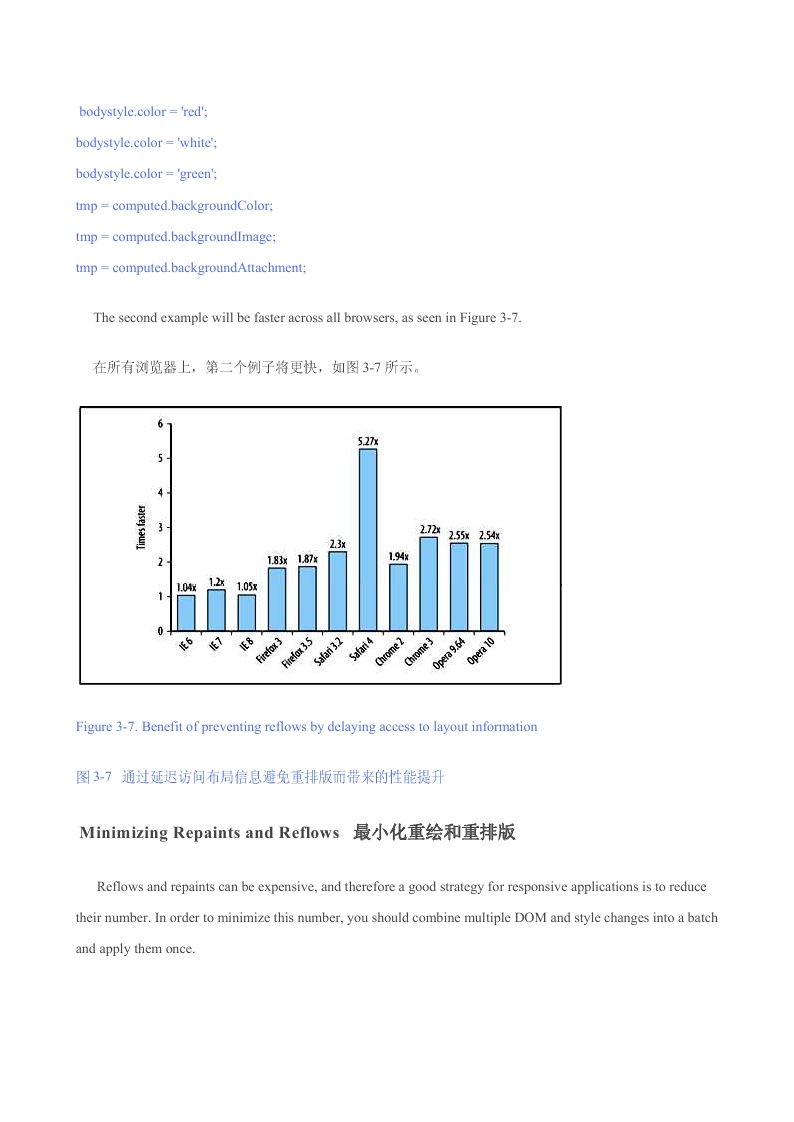 bodystyle.color = 'red';
bodystyle.color = 'white';
bodystyle.color = 'green';
tmp = computed.backgroundColor;
tmp = computed.backgroundImage;
tmp = computed.backgroundAttachment;
The second example will be faster across all browsers, as seen in Figure 3-7.
在所有浏览器上，第二个例子将更快，如图 3-7 所示。
Times faster
6
5
4
3
2
1
0
1.04x
1.2x
1.05x
1.83x
1.87x
2.3x
5.27x
1.94x
2.72x
2.55x
2.54x
IE 6
IE 7
IE 8
Firefox 3
Firefox 3.5
Safari 3.2
Safari 4
Chrome 2
Chrome 3
Opera 9.64
Opera 10
Figure 3-7. Benefit of preventing reflows by delaying access to layout information
图 3-7 通过延迟访问布局信息避免重排版而带来的性能提升
Minimizing Repaints and Reflows 最小化重绘和重排版
Reflows and repaints can be expensive, and therefore a good strategy for responsive applications is to reduce
their number. In order to minimize this number, you should combine multiple DOM and style changes into a batch
and apply them once.